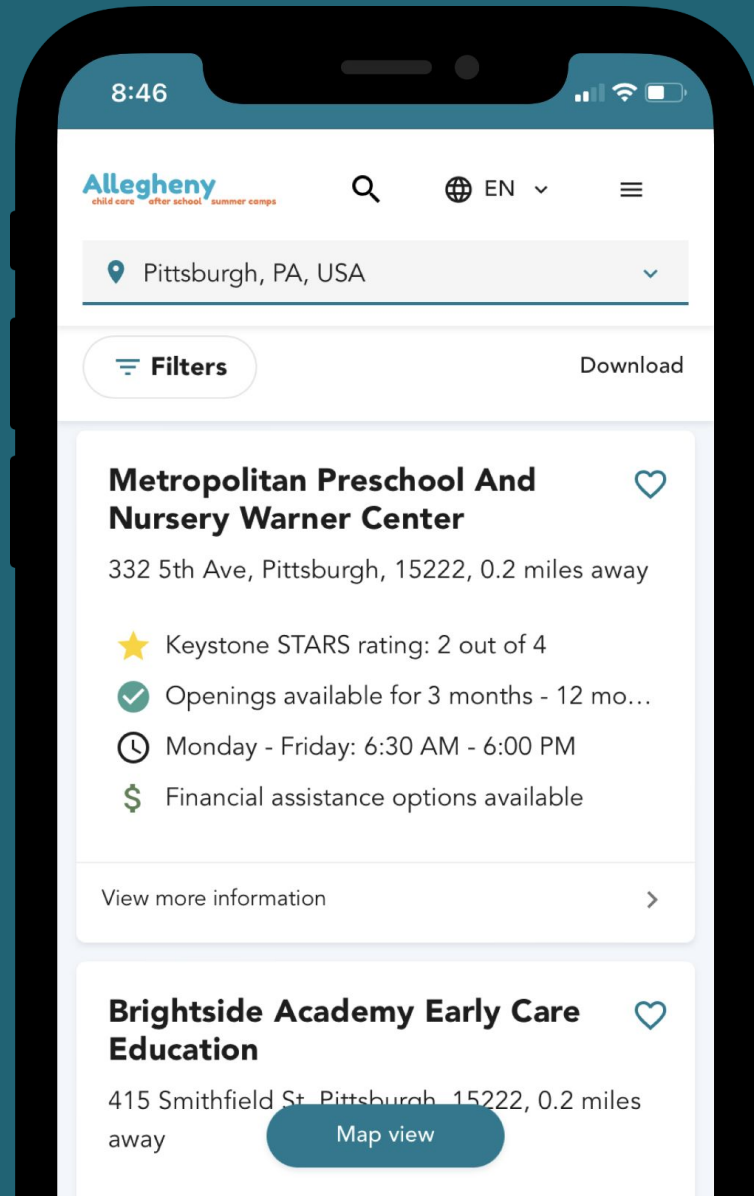 8:46
Allegheny
child care after school summer camps
EN
Pittsburgh, PA, USA
Filters
Download
Metropolitan Preschool And
Nursery Warner Center
332 5th Ave, Pittsburgh, 15222, 0.2 miles away
Keystone STARS rating: 2 out of 4
Openings available for 3 months - 12 mo...
Monday - Friday: 6:30 AM - 6:00 PM
$ Financial assistance options available
View more information
Brightside Academy Early Care
Education
415 Smithfield St, Pittsburgh, 15222, 0.2 miles
away
Map view